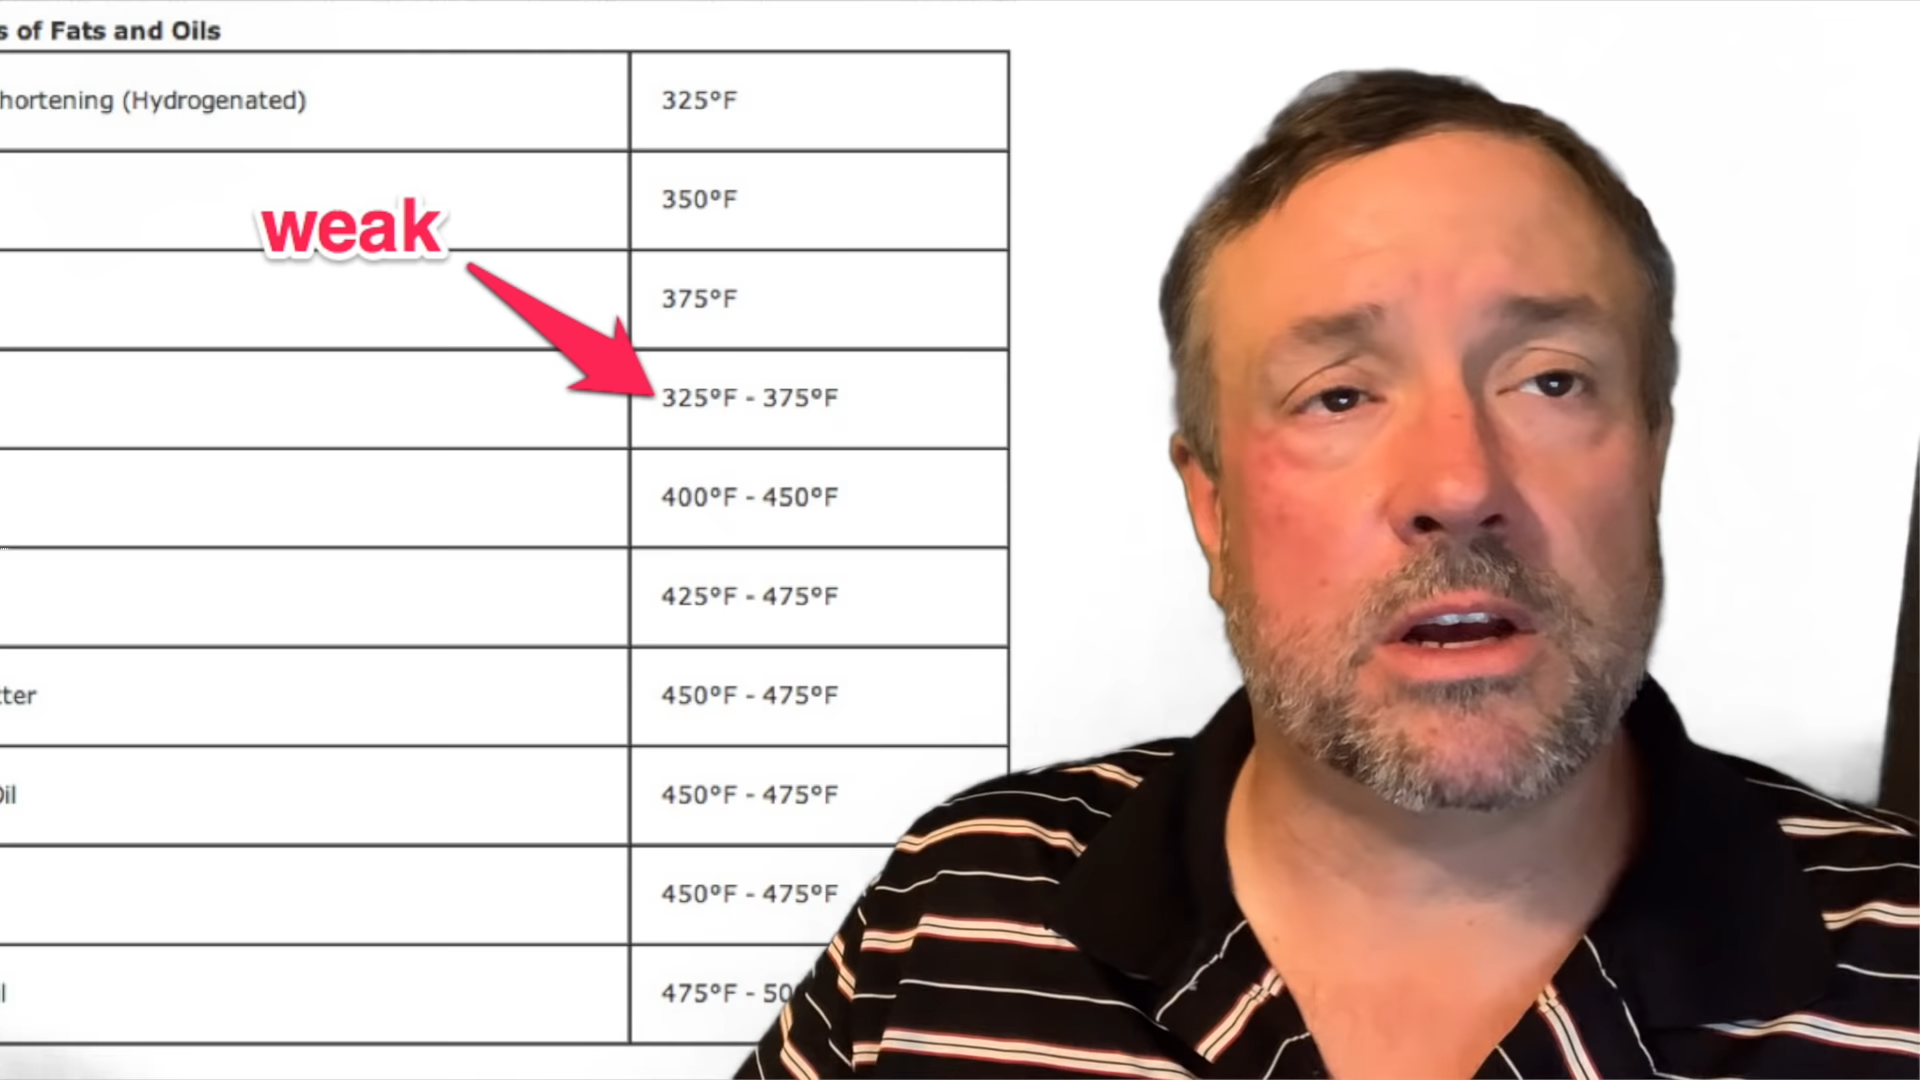 s of Fats and Oils
hortening (Hydrogenated) 325°F
350°F
weak
375°F
325°F - 375°F
400°F - 450°F
425°F - 475°F
tter 450°F - 475°F
Oil 450°F - 475°F
450°F - 475°F
l 475°F - 50